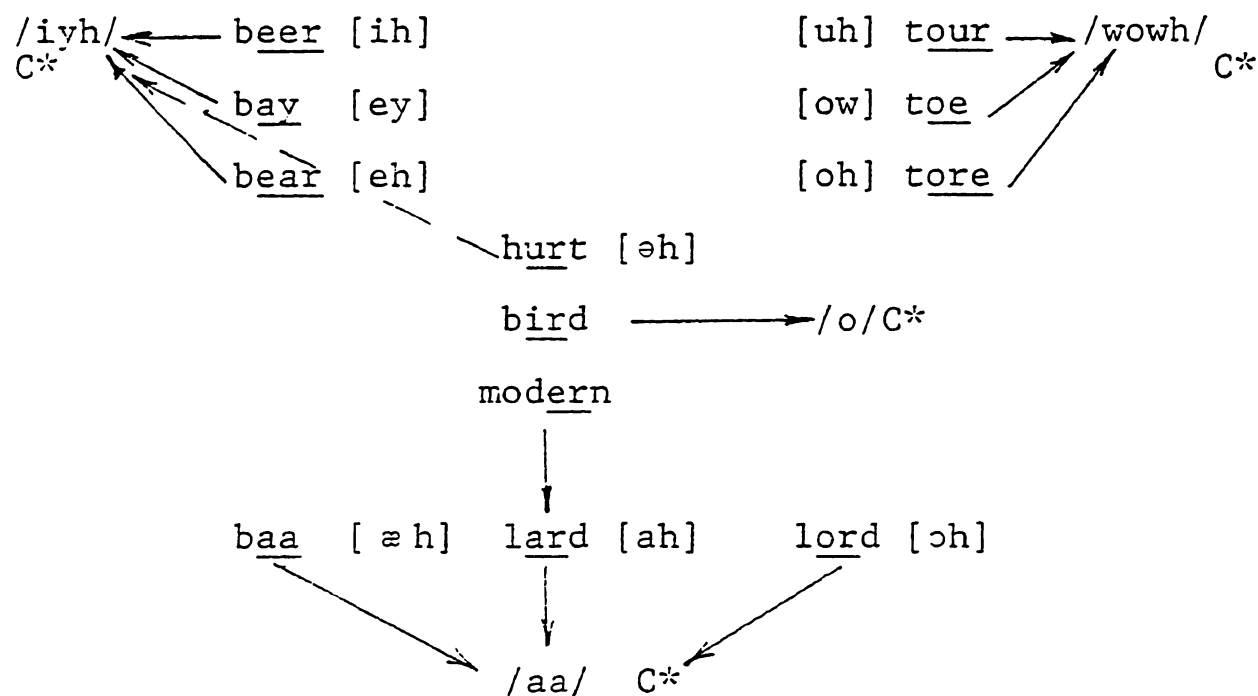 /iyh/ beer [ih] [uh] tour /wowh/
C* C*
bay [ey] [ow] toe
bear [eh] [oh] tore
hurt [əh]
bird /o/C*
modern
baa [æh] lard [ah] lord [ɔh]
/aa/ C*